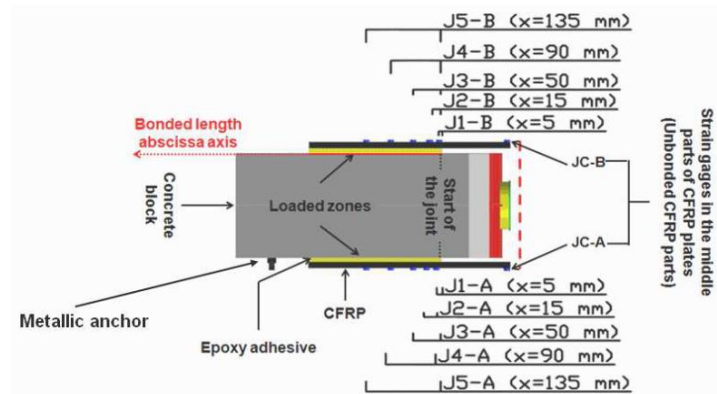 J5-B (x=135 mm)
J4-B (x=90 mm)
J3-B (x=50 mm)
J2-B (x=15 mm)
J1-B (x=5 mm)
Bonded length
abscissa axis
JC-B
Strain gages in the middle
parts of CFRP plates
(Unbonded CFRP parts)
Concrete
block
Loaded zones
Start of
the joint
JC-A
Metallic anchor
CFRP
Epoxy adhesive
J1-A (x=5 mm)
J2-A (x=15 mm)
J3-A (x=50 mm)
J4-A (x=90 mm)
J5-A (x=135 mm)